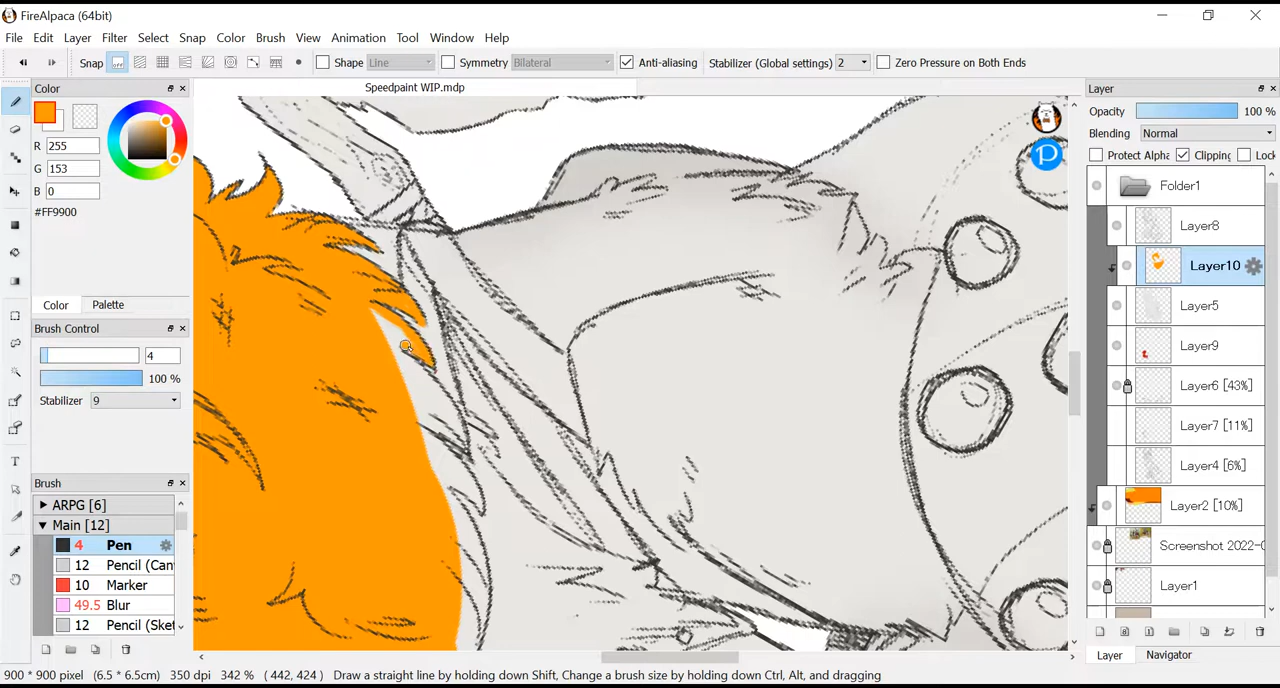 FireAlpaca (64bit)
File Edit Layer Filter Select Snap Color Brush View Animation Tool Window Help
Snap off Shape Line Symmetry Bilateral Anti-aliasing Stabilizer (Global settings) 2 Zero Pressure on Both Ends
Color
Speedpaint WIP.mdp
Layer
R 255
G 153
B 0
#FF9900
Color Palette
Brush Control
4
100 %
Stabilizer 9
Brush
ARPG [6]
Main [12]
4 Pen
12 Pencil (Can
10 Marker
49.5 Blur
12 Pencil (Sket
Opacity 100 %
Blending Normal
Protect Alpha Clipping Lock
Folder1
Layer8
Layer10
Layer5
Layer9
Layer6 [43%]
Layer7 [11%]
Layer4 [6%]
Layer2 [10%]
Screenshot 2022-0
Layer1
Layer Navigator
900 * 900 pixel (6.5 * 6.5cm) 350 dpi 342 % ( 442, 424 ) Draw a straight line by holding down Shift, Change a brush size by holding down Ctrl, Alt, and dragging